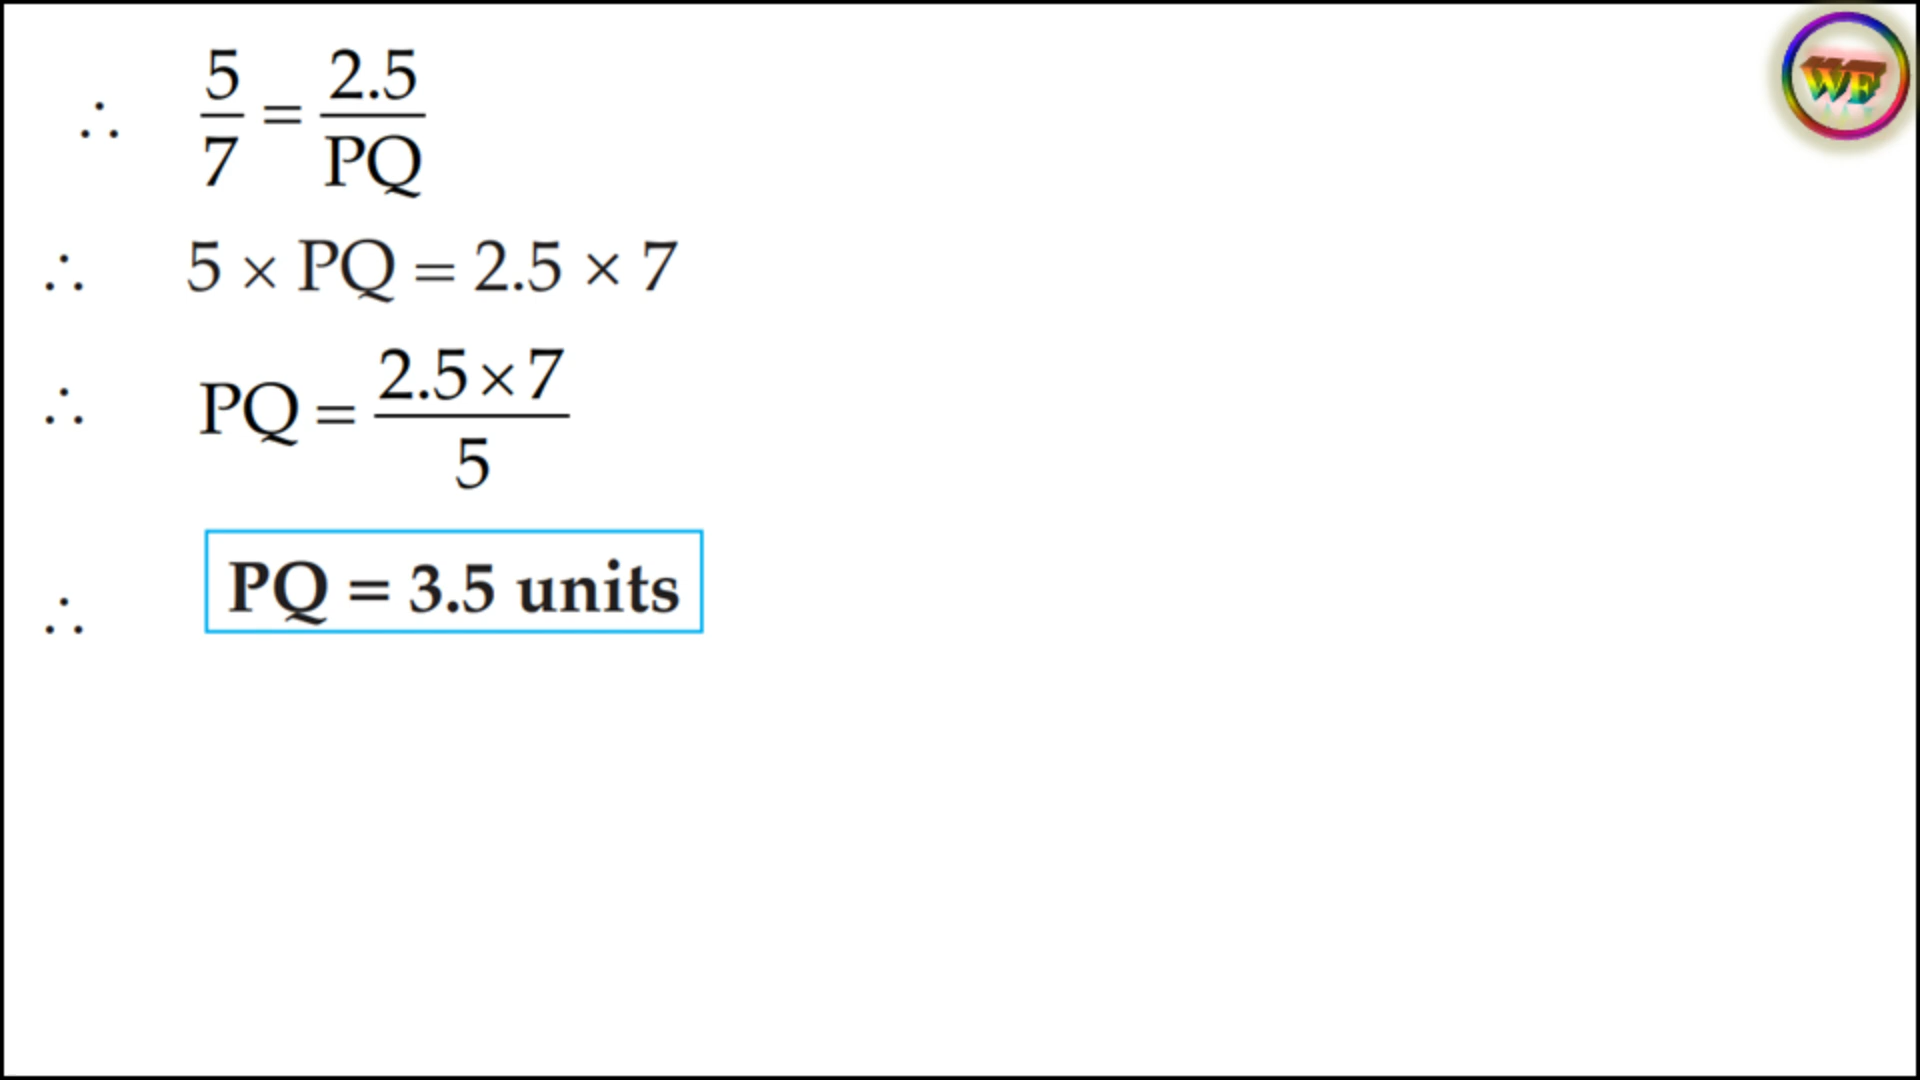 ∴ 5/7 = 2.5/PQ
∴ 5 × PQ = 2.5 × 7
∴ PQ = 2.5×7/5
∴ PQ = 3.5 units
WE